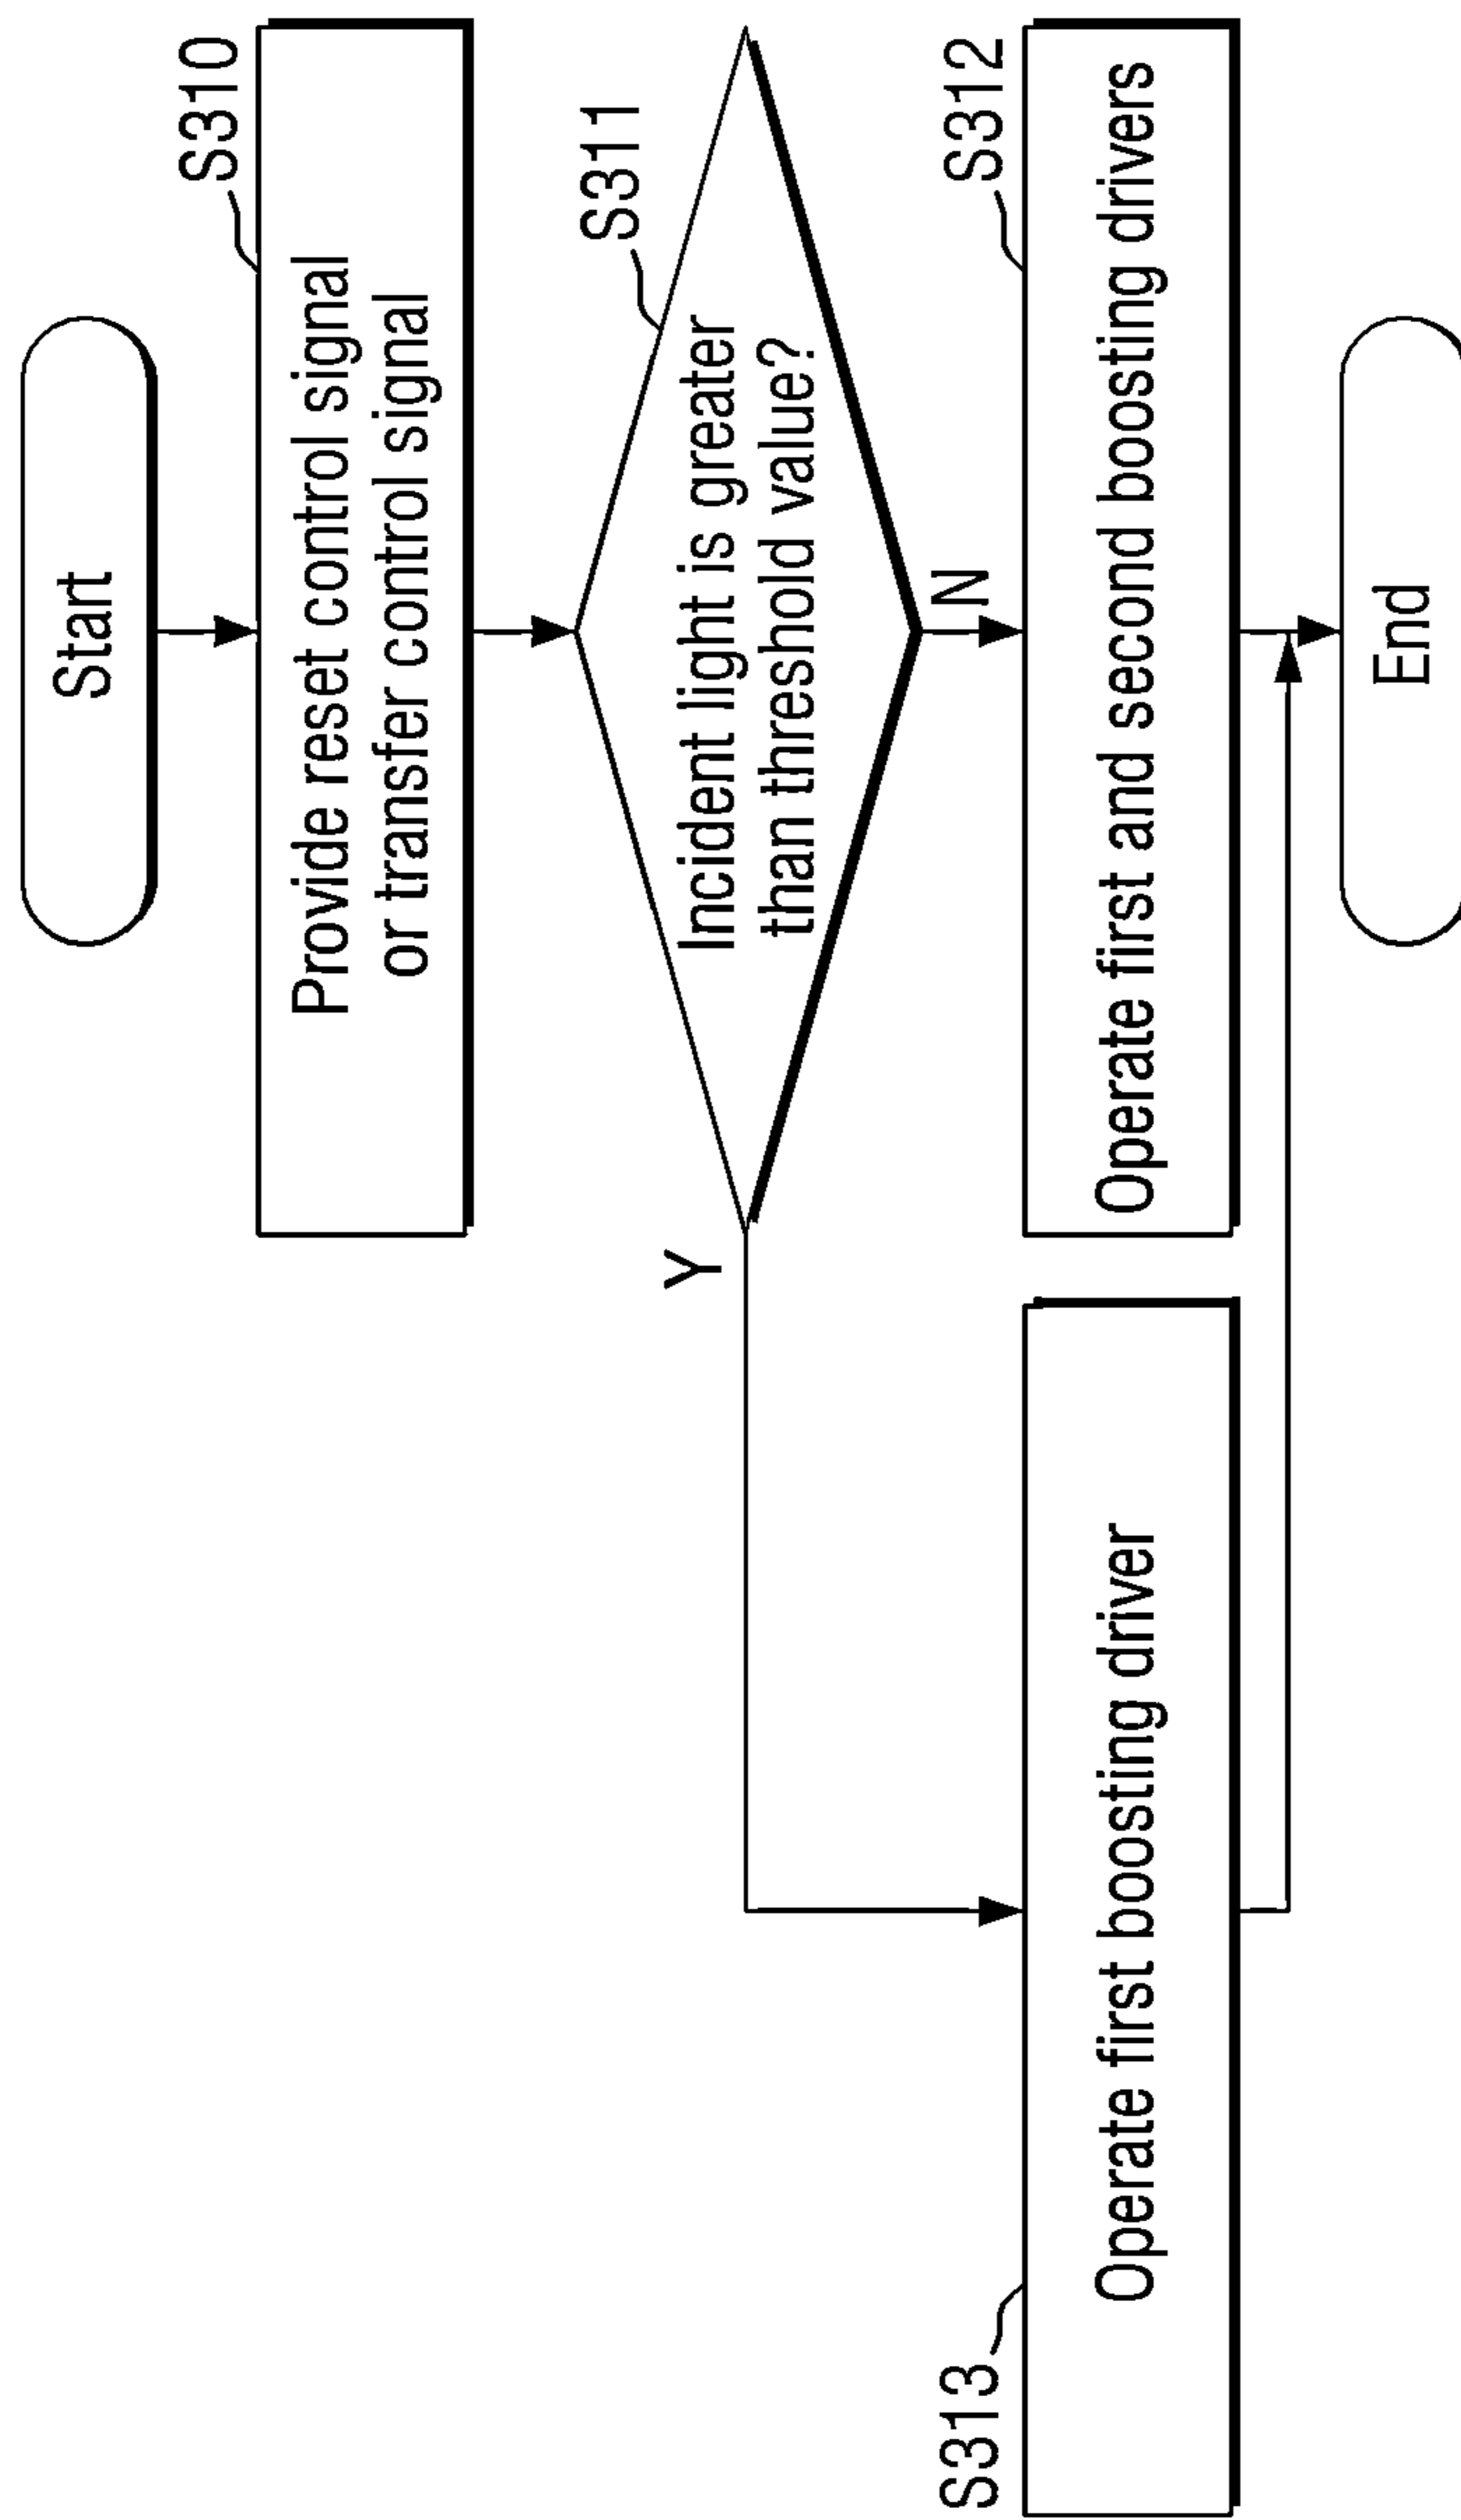 Start
S310
Provide reset control signal
or transfer control signal
S311
Incident light is greater
than threshold value?
Y
N
S313
Operate first boosting driver
S312
Operate first and second boosting drivers
End